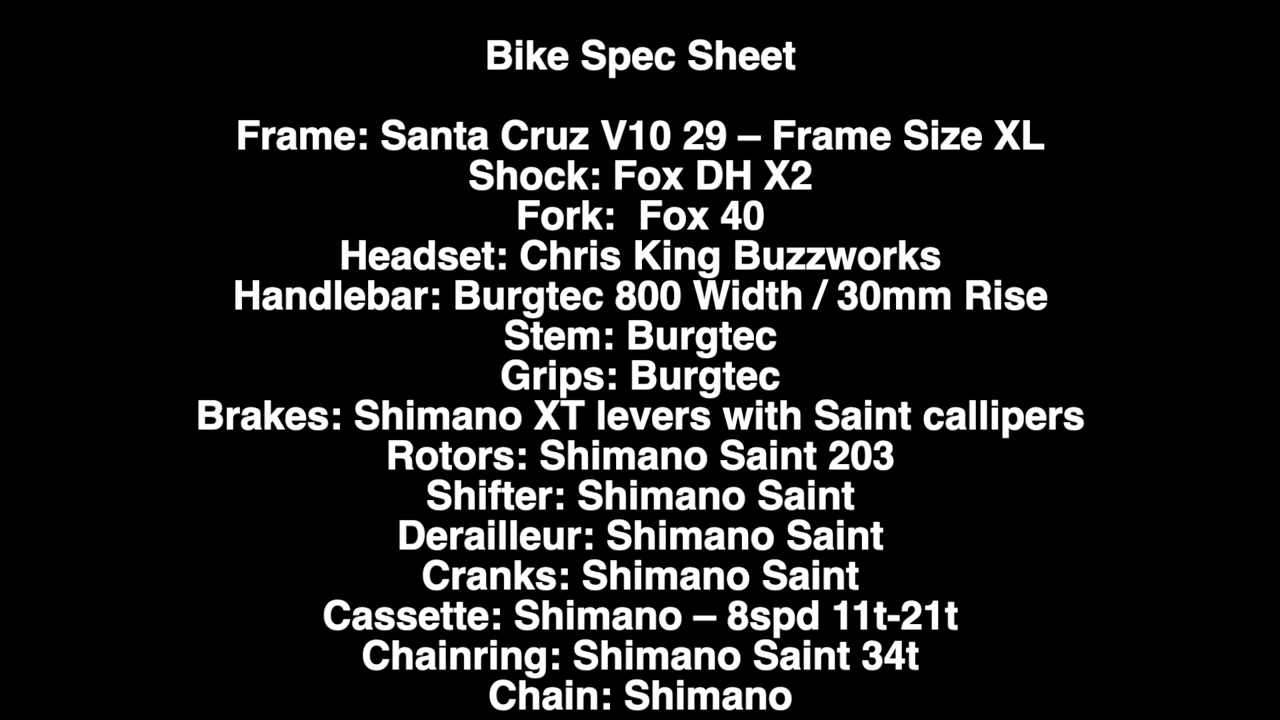 Bike Spec Sheet
Frame: Santa Cruz V10 29 – Frame Size XL
Shock: Fox DH X2
Fork:  Fox 40
Headset: Chris King Buzzworks
Handlebar: Burgtec 800 Width / 30mm Rise
Stem: Burgtec
Grips: Burgtec
Brakes: Shimano XT levers with Saint callipers
Rotors: Shimano Saint 203
Shifter: Shimano Saint
Derailleur: Shimano Saint
Cranks: Shimano Saint
Cassette: Shimano – 8spd 11t-21t
Chainring: Shimano Saint 34t
Chain: Shimano